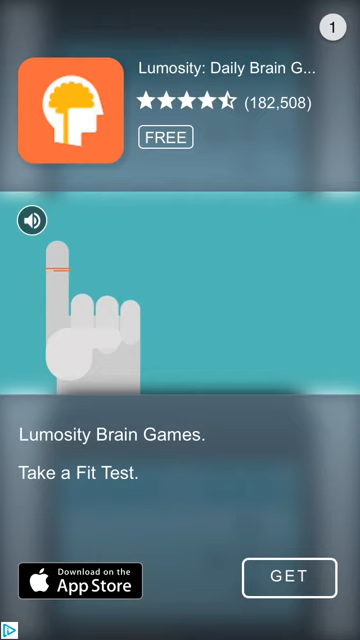 1
Lumosity: Daily Brain G...
(182,508)
FREE
Lumosity Brain Games.
Take a Fit Test.
Download on the
App Store
GET